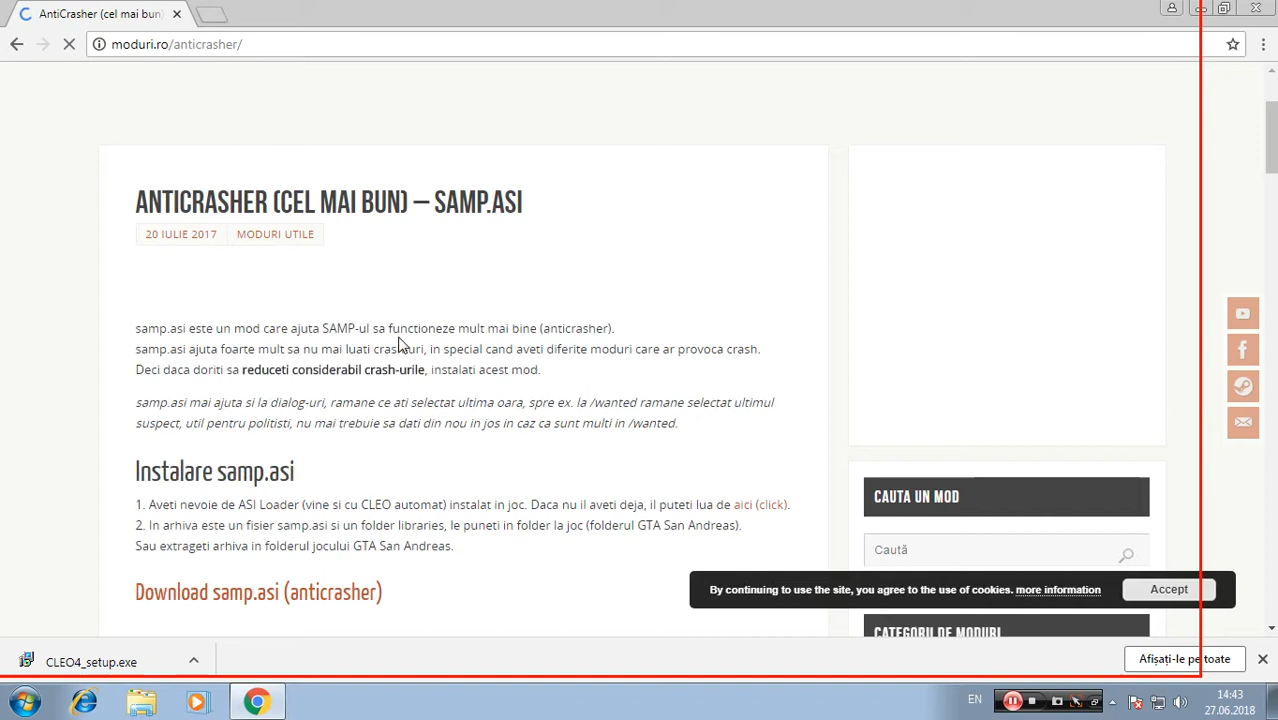 AntiCrasher (cel mai bun)
moduri.ro/anticrasher/
ANTICRASHER (CEL MAI BUN) – SAMP.ASI
20 IULIE 2017
MODURI UTILE
samp.asi este un mod care ajuta SAMP-ul sa functioneze mult mai bine (anticrasher).
samp.asi ajuta foarte mult sa nu mai luati crash-uri, in special cand aveti diferite moduri care ar provoca crash.
Deci daca doriti sa reduceti considerabil crash-urile, instalati acest mod.
samp.asi mai ajuta si la dialog-uri, ramane ce ati selectat ultima oara, spre ex. la /wanted ramane selectat ultimul
suspect, util pentru politisti, nu mai trebuie sa dati din nou in jos in caz ca sunt multi in /wanted.
Instalare samp.asi
1. Aveti nevoie de ASI Loader (vine si cu CLEO automat) instalat in joc. Daca nu il aveti deja, il puteti lua de aici (click).
2. In arhiva este un fisier samp.asi si un folder libraries, le puneti in folder la joc (folderul GTA San Andreas).
Sau extrageti arhiva in folderul jocului GTA San Andreas.
Download samp.asi (anticrasher)
CAUTA UN MOD
Caută
By continuing to use the site, you agree to the use of cookies. more information
Accept
CATEGORII DE MODURI
CLEO4_setup.exe
Afișați-le pe toate
EN
14:43
27.06.2018